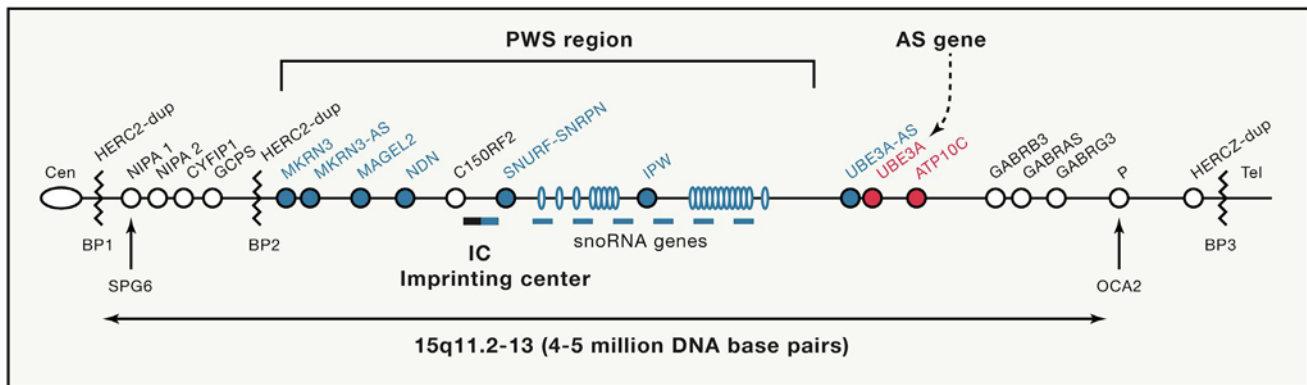 PWS region
AS gene
Cen
HERC2-dup
NIPA 1
NIPA 2
CYFIP1
GCPS
HERC2-dup
MKRN3
MKRN3-AS
MAGEL2
NDN
C150RF2
SNURF-SNRPN
IPW
UBE3A-AS
UBE3A
ATP10C
GABRB3
GABRAS
GABRG3
P
HERCZ-dup
Tel
BP1
BP2
IC
Imprinting center
snoRNA genes
BP3
SPG6
OCA2
15q11.2-13 (4-5 million DNA base pairs)